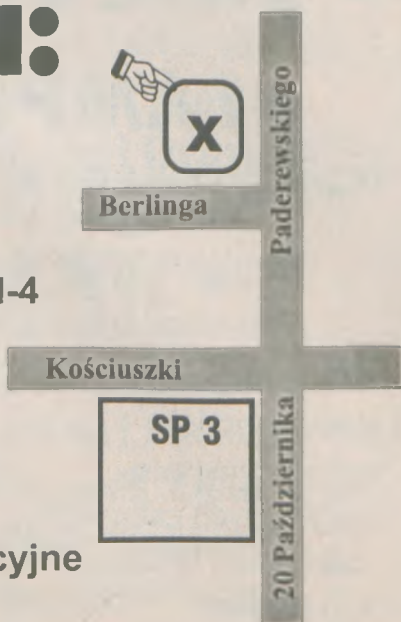 x
Paderewskiego
Berlinga
-4
Kościuszki
SP 3
20 Października
cyjne